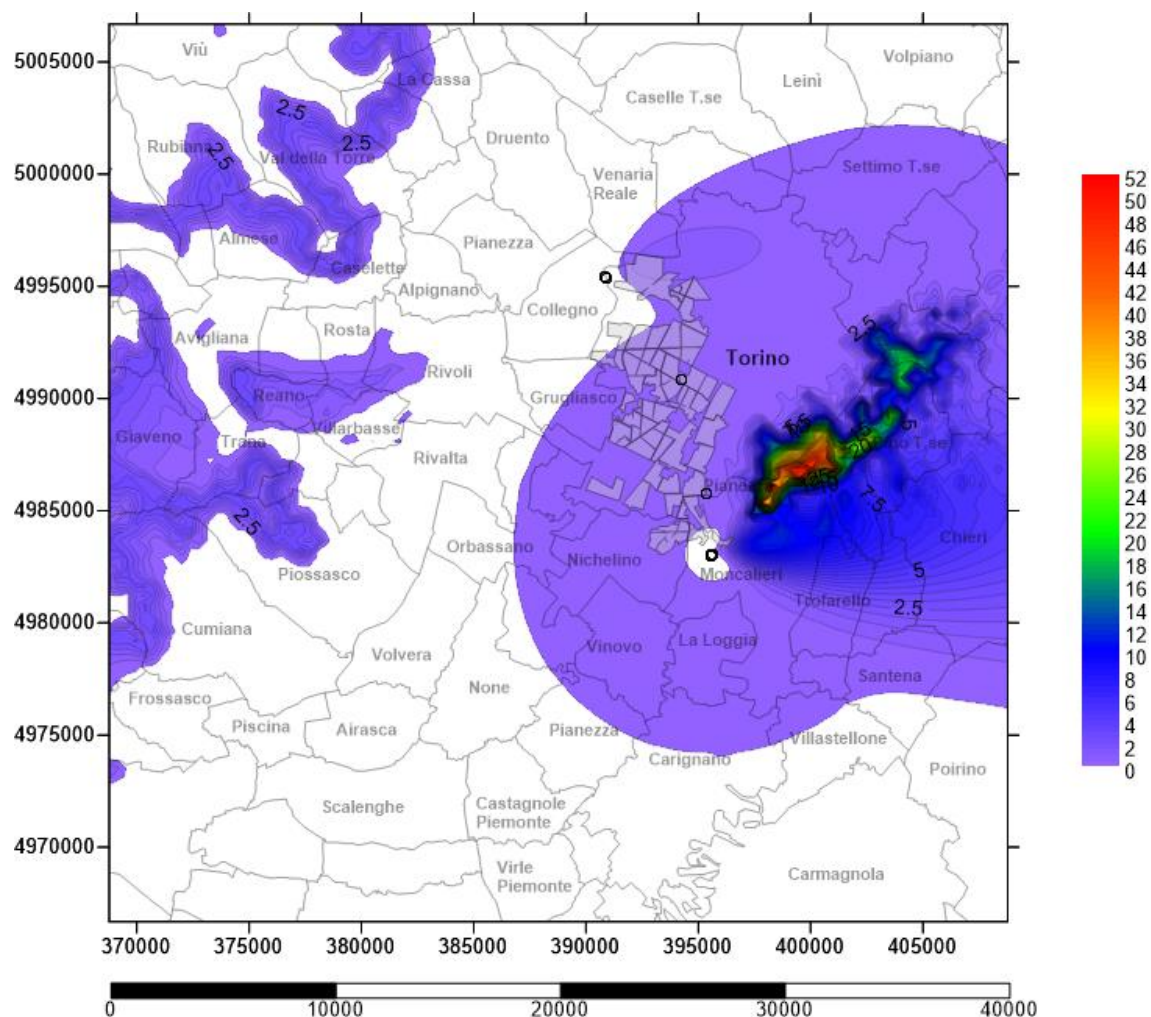 5005000
5000000
4995000
4990000
4985000
4980000
4975000
4970000
Viù
La Cassa
Caselle T.se
Leinì
Volpiano
2.5
Druento
2.5
Rubiana
2.5
Val della Torre
Venaria
Reale
Settimo T.se
Almese
Pianezza
Caselette
Alpignano
Collegno
Avigliana
Rosta
Torino
2.5
Rivoli
Reano
Grugliasco
Giaveno
Trana
Villarbasse
Rivalta
5
20
7.5
2.5
Orbassano
Nichelino
Moncalieri
Chieri
5
Piossasco
Trofarello
2.5
Cumiana
Vinovo
La Loggia
Volvera
None
Santena
Frossasco
Piscina
Airasca
Pianezza
Villastellone
Carignano
Poirino
Scalenghe
Castagnole
Piemonte
Virle
Piemonte
Carmagnola
370000 375000 380000 385000 390000 395000 400000 405000
0 10000 20000 30000 40000
52
50
48
46
44
42
40
38
36
34
32
30
28
26
24
22
20
18
16
14
12
10
8
6
4
2
0